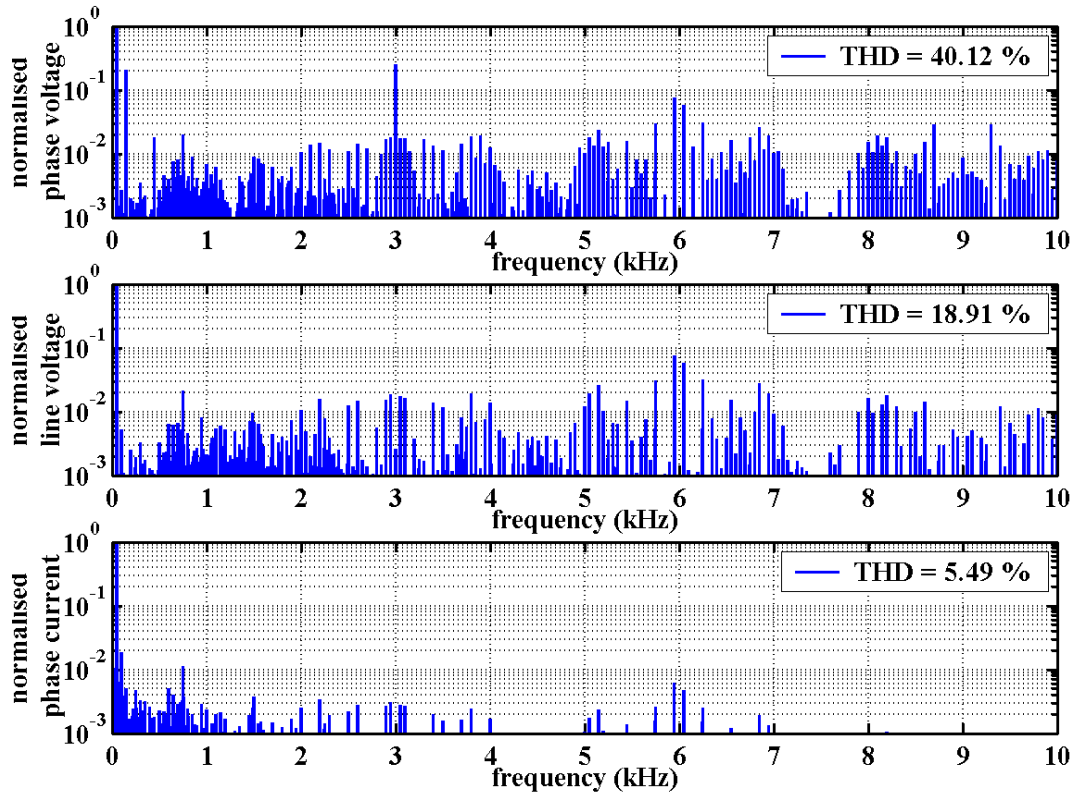 normalised
phase voltage
10^0
10^-1
10^-2
10^-3
THD = 40.12 %
0 1 2 3 4 5 6 7 8 9 10
frequency (kHz)
normalised
line voltage
10^0
10^-1
10^-2
10^-3
THD = 18.91 %
0 1 2 3 4 5 6 7 8 9 10
frequency (kHz)
normalised
phase current
10^0
10^-1
10^-2
10^-3
THD = 5.49 %
0 1 2 3 4 5 6 7 8 9 10
frequency (kHz)